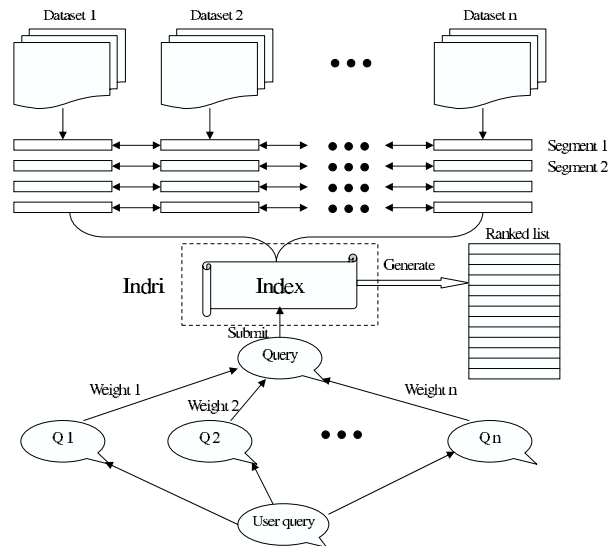 Dataset 1
Dataset 2
Dataset n
Segment 1
Segment 2
Ranked list
Generate
Indri
Index
Submit
Query
Weight 1
Weight 2
Weight n
Q 1
Q 2
Q n
User query